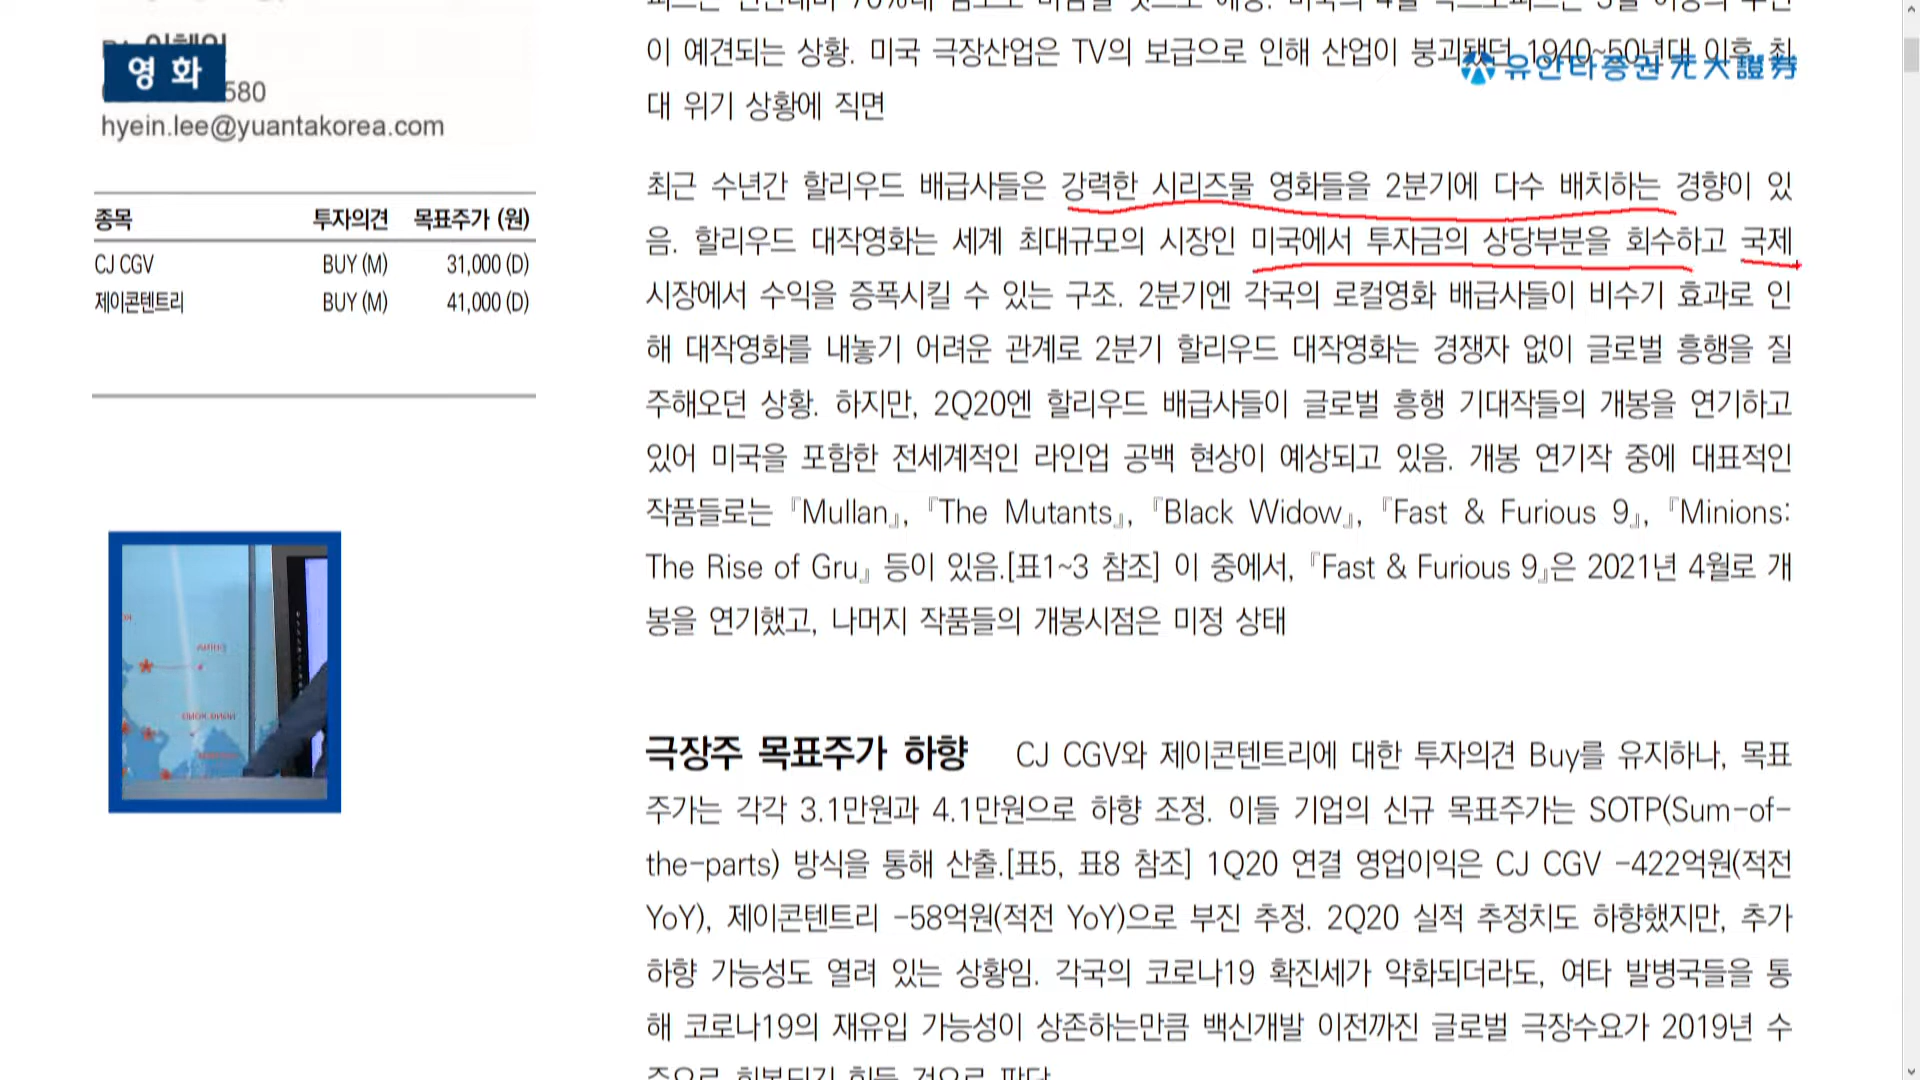 영화
580
hyein.lee@yuantakorea.com
종목 투자의견 목표주가 (원)
CJ CGV BUY (M) 31,000 (D)
제이콘텐트리 BUY (M) 41,000 (D)
이 예견되는 상황. 미국 극장산업은 TV의 보급으로 인해 산업이 붕괴됐던 1940~50년대 이후 최
유안타증권 元大證券
대 위기 상황에 직면
최근 수년간 할리우드 배급사들은 강력한 시리즈물 영화들을 2분기에 다수 배치하는 경향이 있
음. 할리우드 대작영화는 세계 최대규모의 시장인 미국에서 투자금의 상당부분을 회수하고 국제
시장에서 수익을 증폭시킬 수 있는 구조. 2분기엔 각국의 로컬영화 배급사들이 비수기 효과로 인
해 대작영화를 내놓기 어려운 관계로 2분기 할리우드 대작영화는 경쟁자 없이 글로벌 흥행을 질
주해오던 상황. 하지만, 2Q20엔 할리우드 배급사들이 글로벌 흥행 기대작들의 개봉을 연기하고
있어 미국을 포함한 전세계적인 라인업 공백 현상이 예상되고 있음. 개봉 연기작 중에 대표적인
작품들로는 『Mullan』, 『The Mutants』, 『Black Widow』, 『Fast & Furious 9』, 『Minions:
The Rise of Gru』 등이 있음.[표1~3 참조] 이 중에서, 『Fast & Furious 9』은 2021년 4월로 개
봉을 연기했고, 나머지 작품들의 개봉시점은 미정 상태
극장주 목표주가 하향 CJ CGV와 제이콘텐트리에 대한 투자의견 Buy를 유지하나, 목표
주가는 각각 3.1만원과 4.1만원으로 하향 조정. 이들 기업의 신규 목표주가는 SOTP(Sum-of-
the-parts) 방식을 통해 산출.[표5, 표8 참조] 1Q20 연결 영업이익은 CJ CGV -422억원(적전
YoY), 제이콘텐트리 -58억원(적전 YoY)으로 부진 추정. 2Q20 실적 추정치도 하향했지만, 추가
하향 가능성도 열려 있는 상황임. 각국의 코로나19 확진세가 약화되더라도, 여타 발병국들을 통
해 코로나19의 재유입 가능성이 상존하는만큼 백신개발 이전까진 글로벌 극장수요가 2019년 수